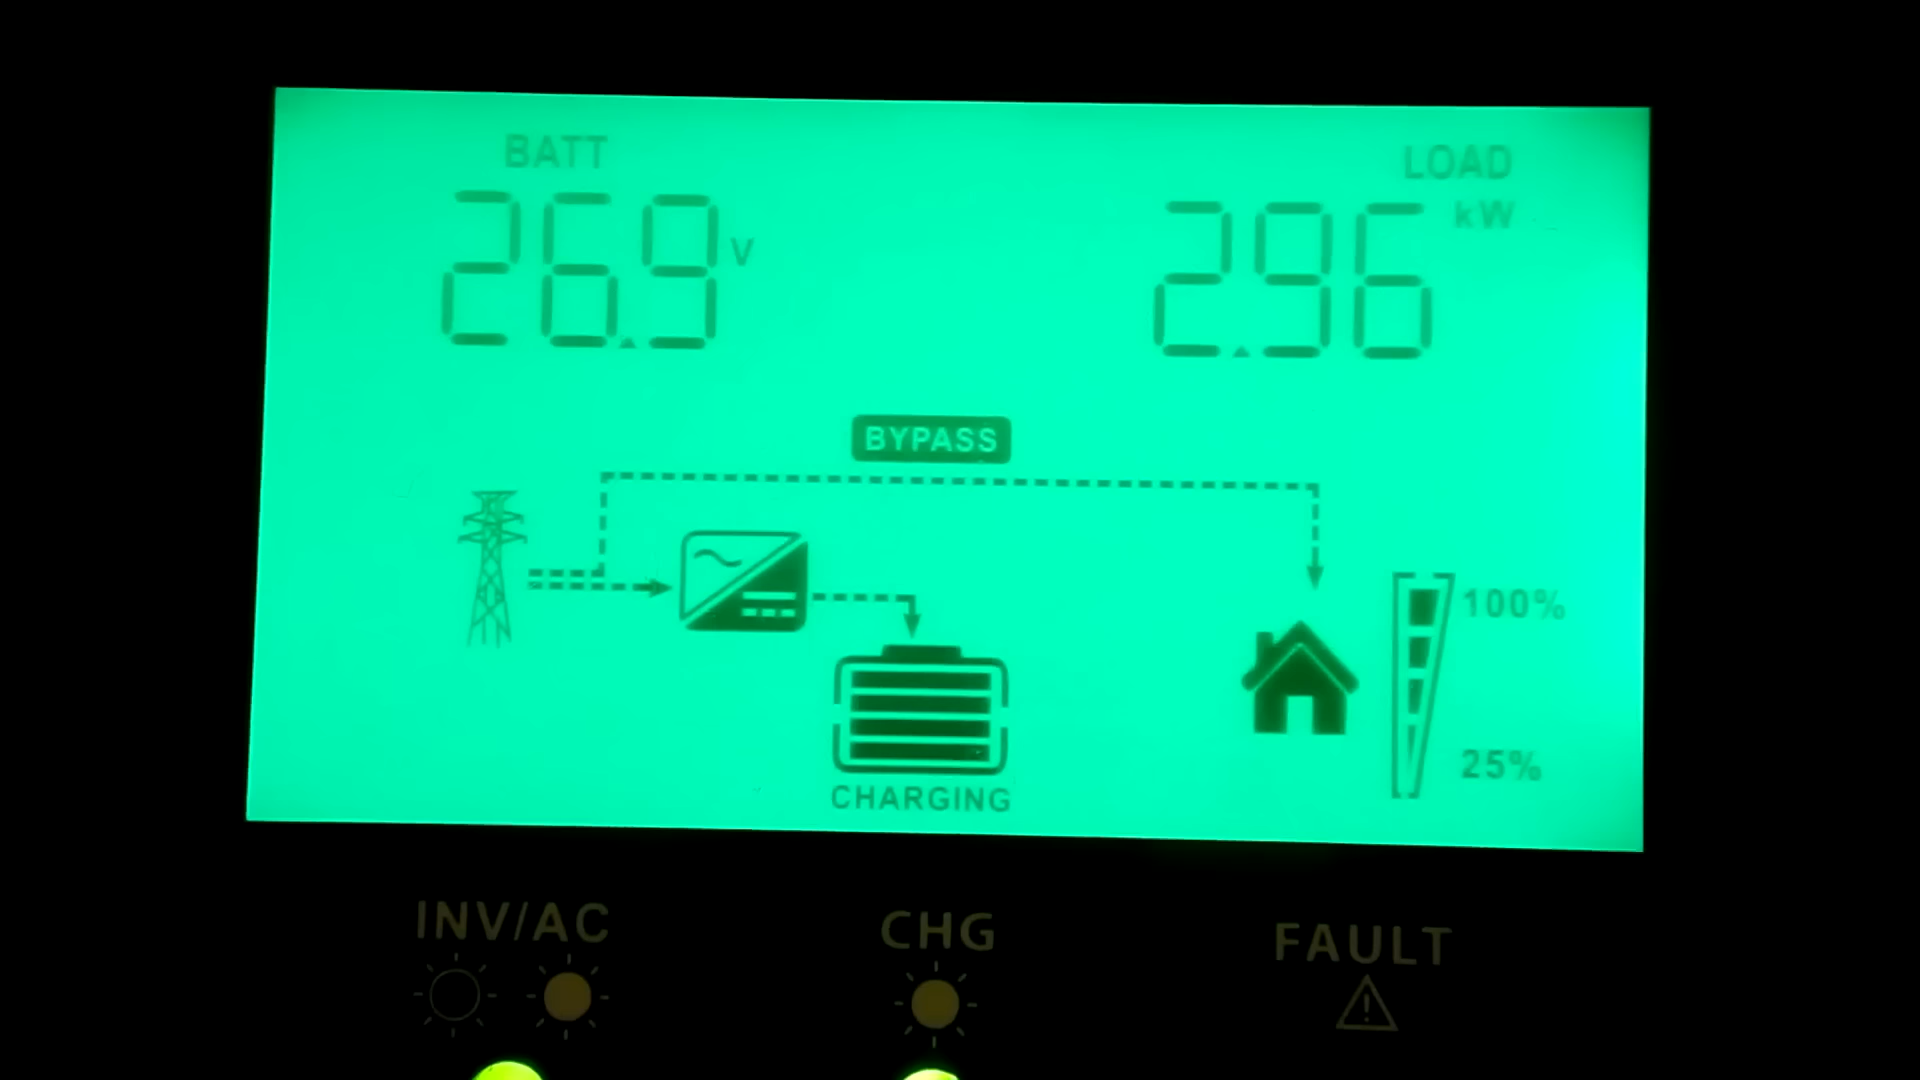 BATT
LOAD
26.9 V
2.96 kW
BYPASS
100%
25%
CHARGING
INV/AC
CHG
FAULT